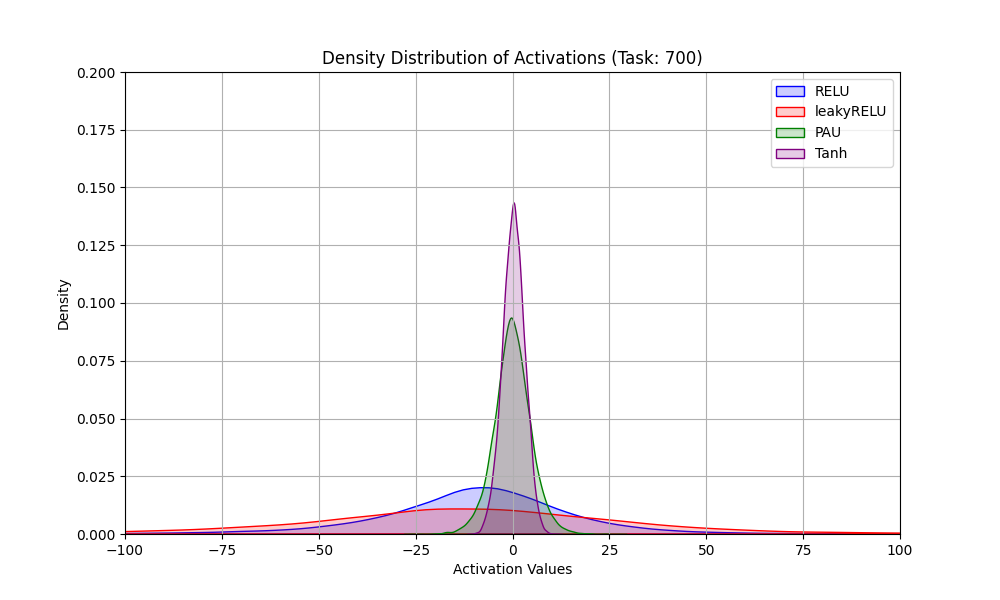 Density Distribution of Activations (Task: 700)
0.200
0.175
0.150
0.125
0.100
0.075
0.050
0.025
0.000
Density
RELU
leakyRELU
PAU
Tanh
−100
−75
−50
−25
0
25
50
75
100
Activation Values